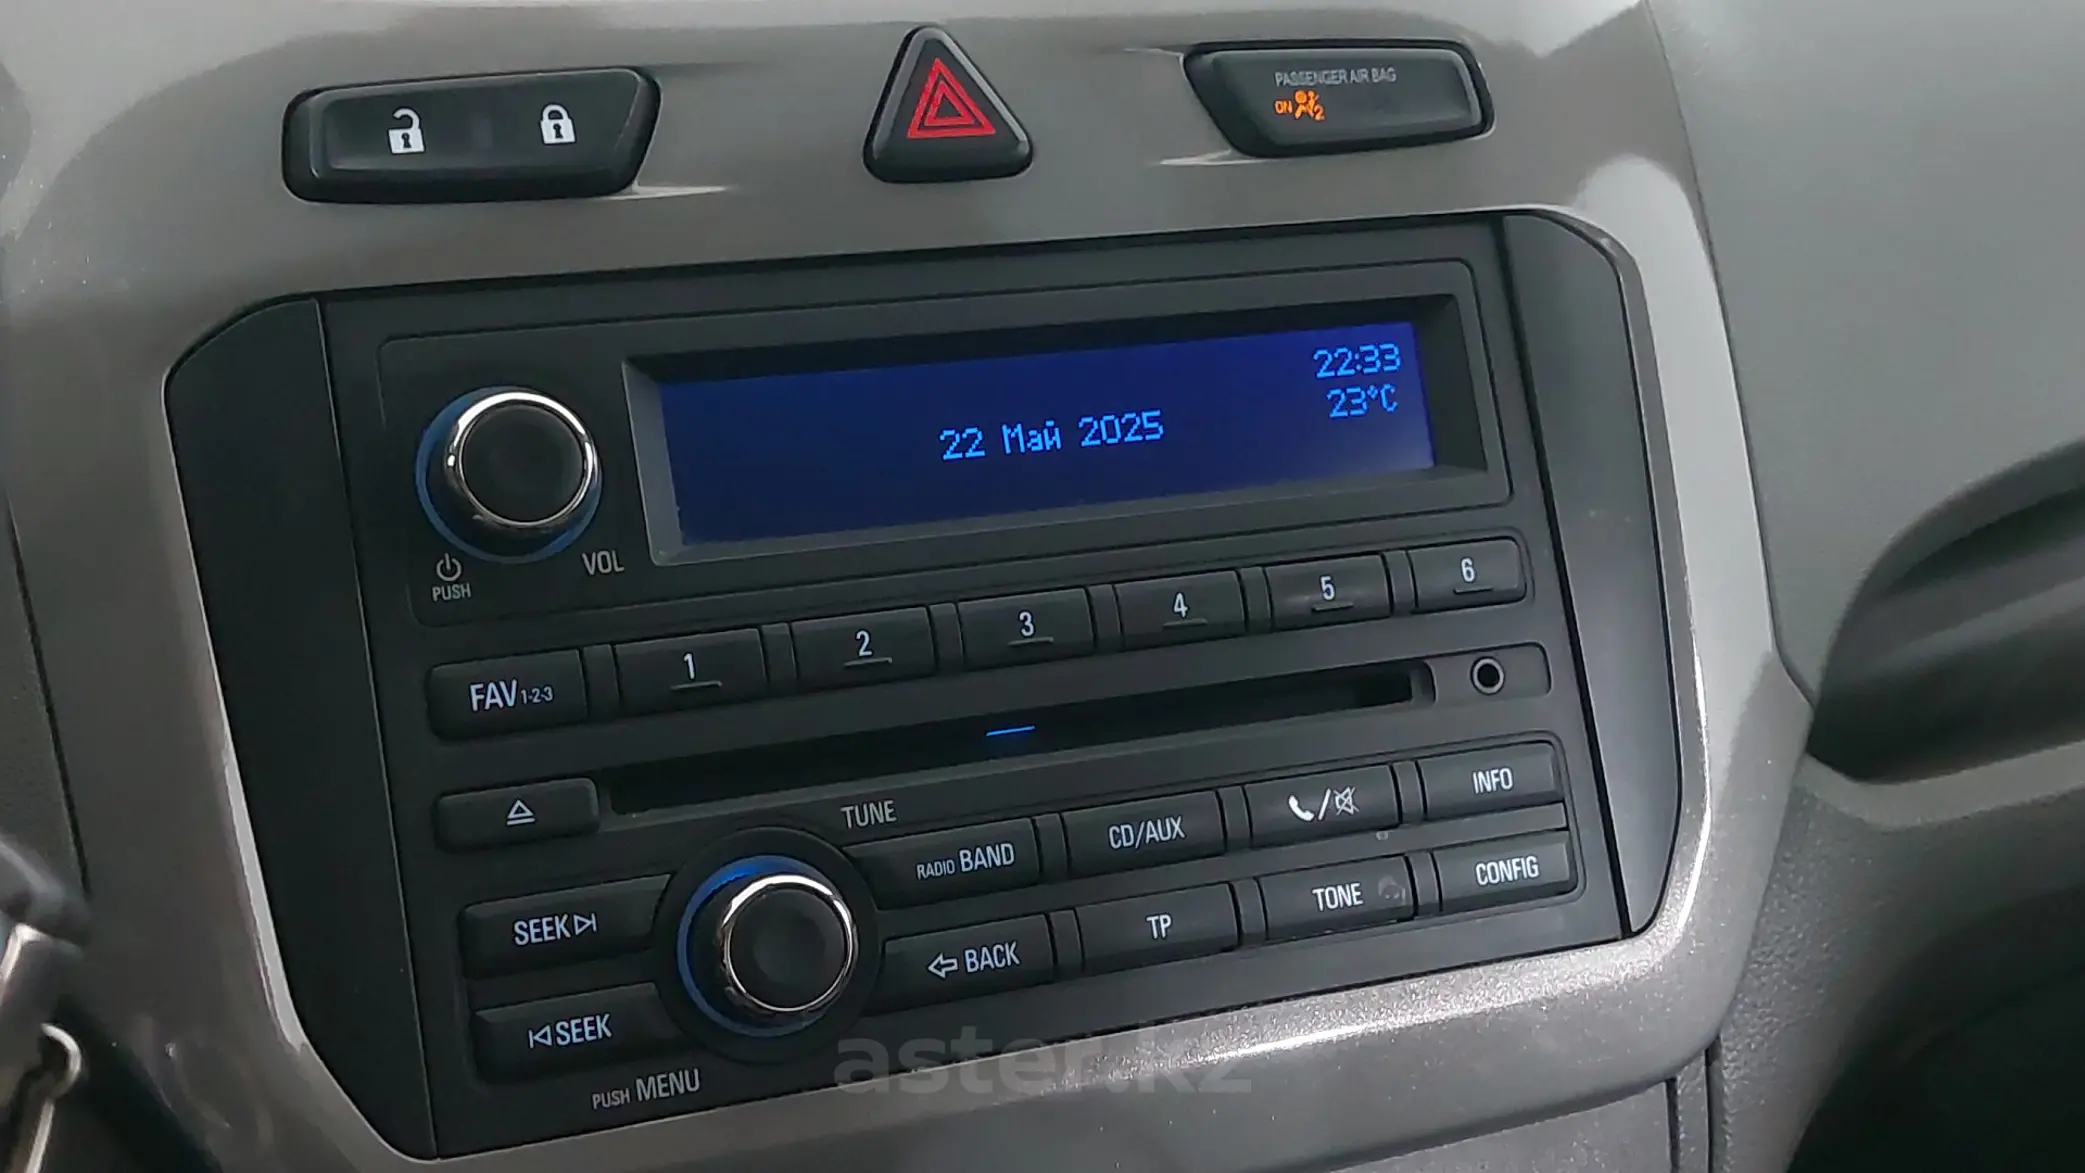 PASSENGER AIR BAG
ON 2
22:33
23°C
22 Май 2025
PUSH
VOL
FAV 1-2-3
1
2
3
4
5
6
TUNE
RADIO BAND
CD/AUX
INFO
SEEK
BACK
TP
TONE
CONFIG
SEEK
PUSH MENU
aster.kz